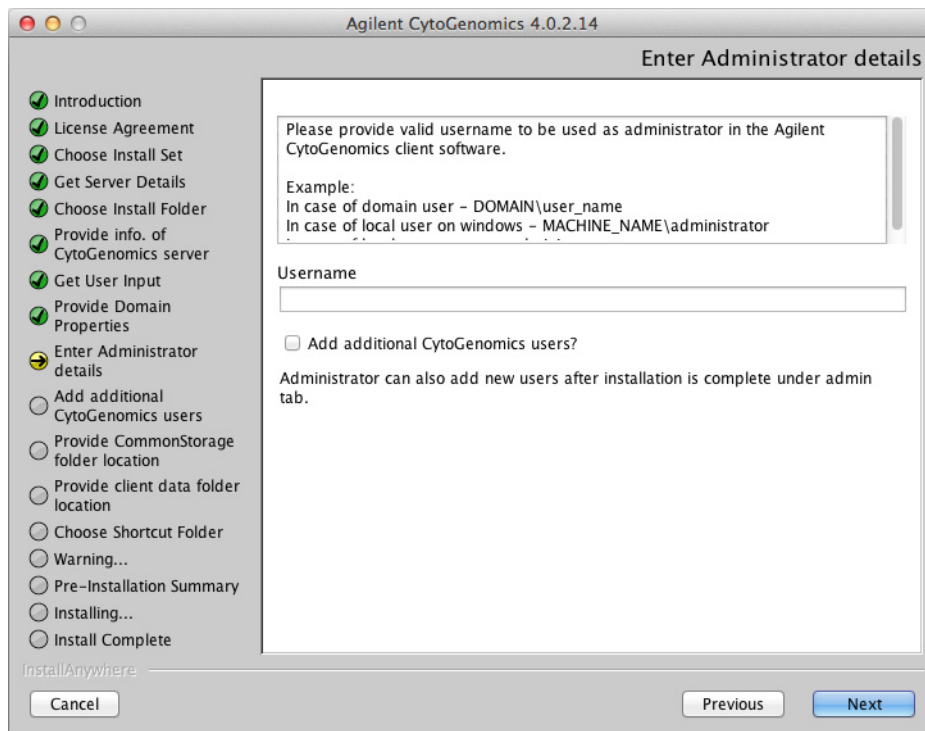 Agilent CytoGenomics 4.0.2.14
Enter Administrator details
Introduction
License Agreement
Choose Install Set
Get Server Details
Choose Install Folder
Provide info. of
CytoGenomics server
Get User Input
Provide Domain
Properties
Enter Administrator
details
Add additional
CytoGenomics users
Provide CommonStorage
folder location
Provide client data folder
location
Choose Shortcut Folder
Warning...
Pre-Installation Summary
Installing...
Install Complete
Please provide valid username to be used as administrator in the Agilent
CytoGenomics client software.
Example:
In case of domain user - DOMAIN\user_name
In case of local user on windows - MACHINE_NAME\administrator
Username
Add additional CytoGenomics users?
Administrator can also add new users after installation is complete under admin
tab.
InstallAnywhere
Cancel
Previous
Next